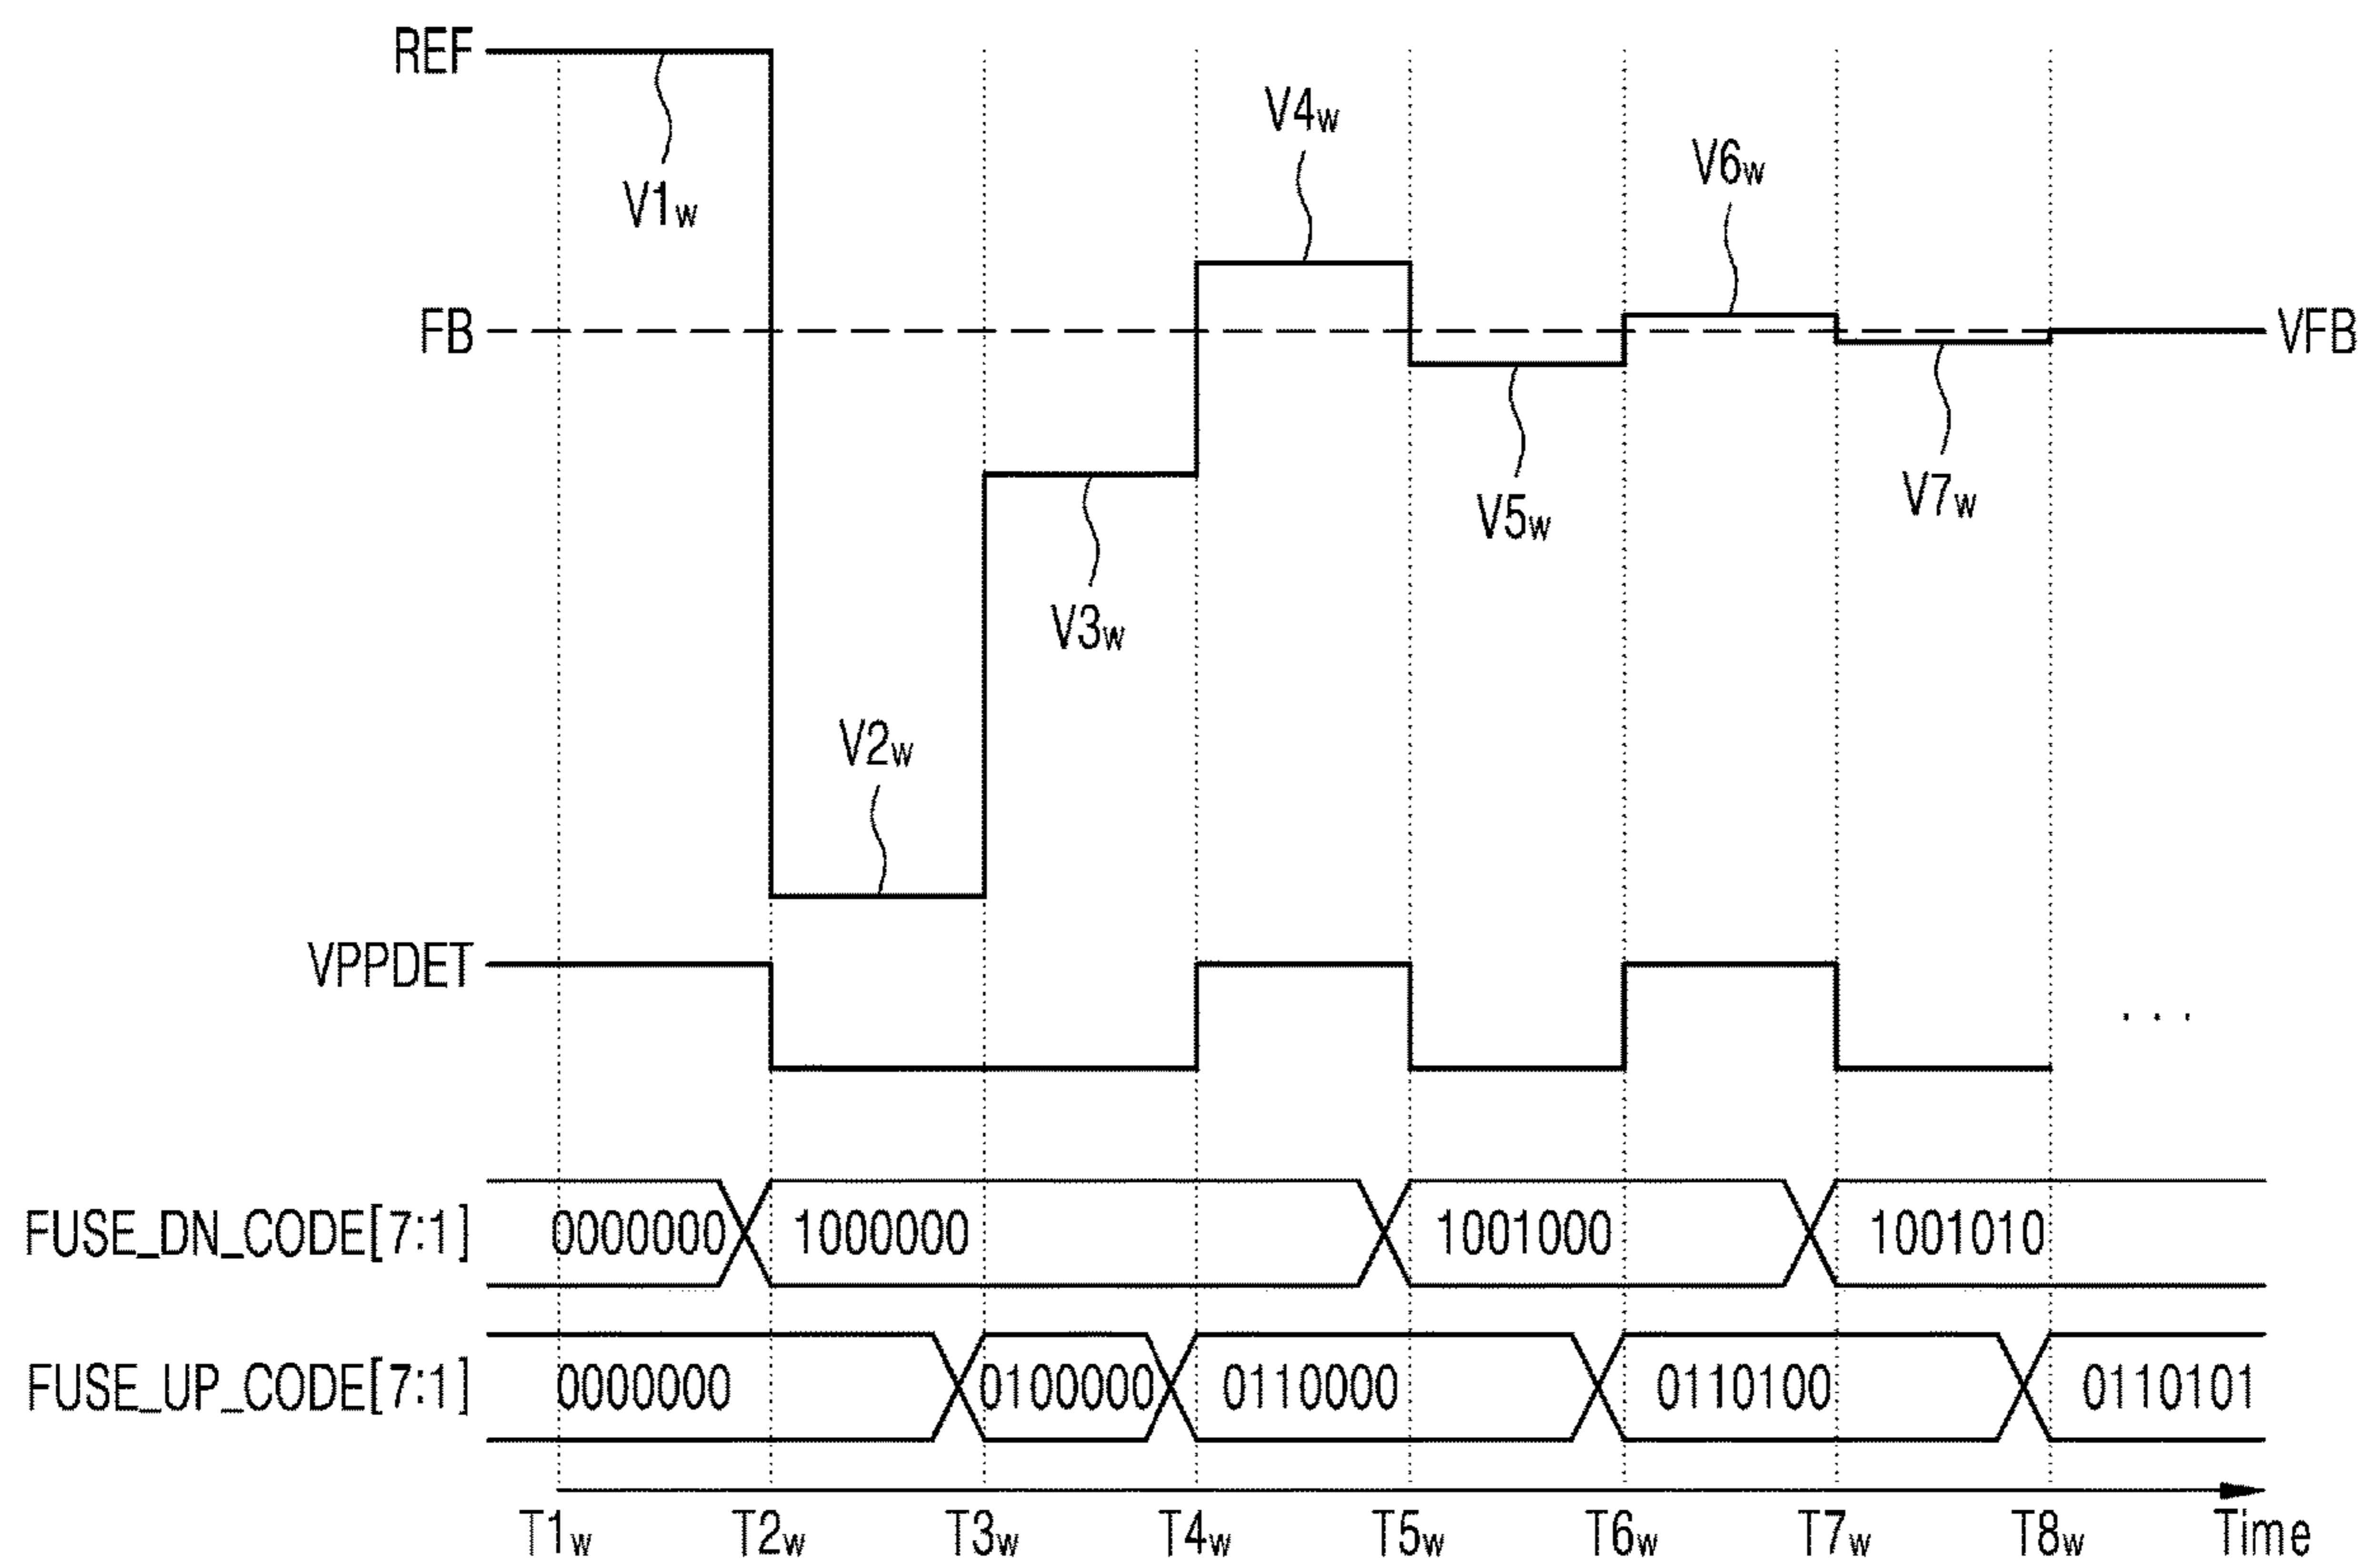 REF
V1w
V4w
V6w
FB
VFB
V5w
V7w
V3w
V2w
VPPDET
. . .
FUSE_DN_CODE[7:1] 0000000 1000000 1001000 1001010
FUSE_UP_CODE[7:1] 0000000 0100000 0110000 0110100 0110101
T1w T2w T3w T4w T5w T6w T7w T8w Time